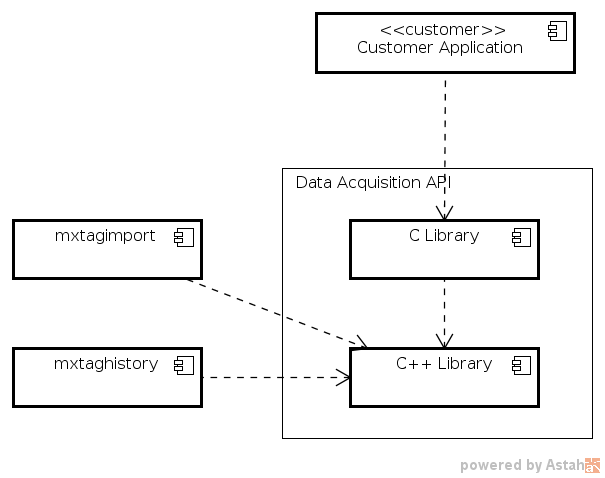 <<customer>>
Customer Application
Data Acquisition API
mxtagimport
C Library
mxtaghistory
C++ Library
powered by Astah